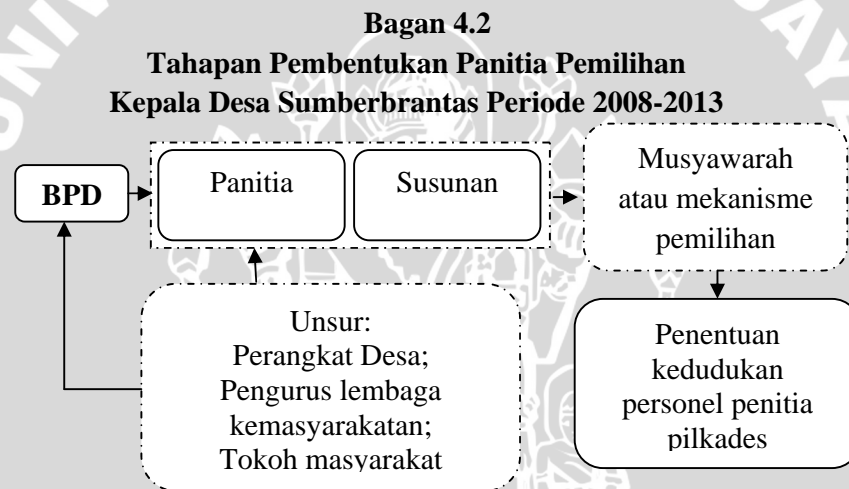 Bagan 4.2
Tahapan Pembentukan Panitia Pemilihan
Kepala Desa Sumberbrantas Periode 2008-2013
BPD
Panitia
Susunan
Musyawarah
atau mekanisme
pemilihan
Unsur:
Perangkat Desa;
Pengurus lembaga
kemasyarakatan;
Tokoh masyarakat
Penentuan
kedudukan
personel penitia
pilkades